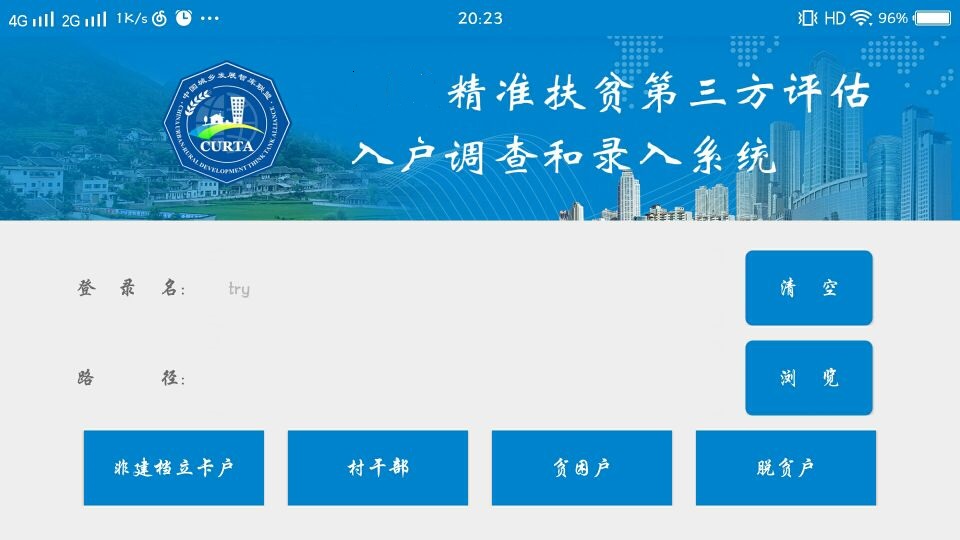 4G 2G 1K/s 20:23 HD 96%
中国城乡发展智库联盟
CHINA URBAN-RURAL DEVELOPMENT THINK TANK ALLIANCE
CURTA
精准扶贫第三方评估
入户调查和录入系统
登 录 名: try 清 空
路 径: 浏 览
非建档立卡户 村干部 贫困户 脱贫户